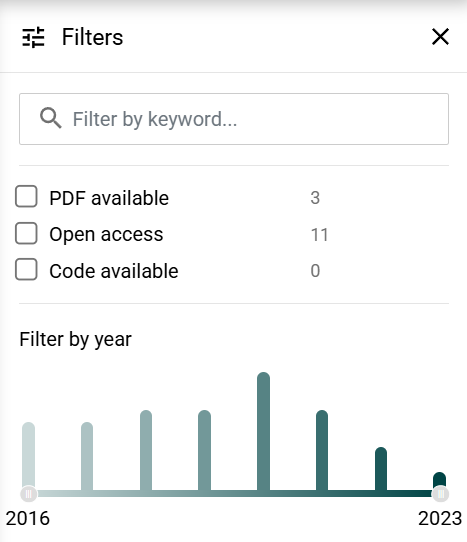 Filters
Filter by keyword...
PDF available 3
Open access 11
Code available 0
Filter by year
2016 2023